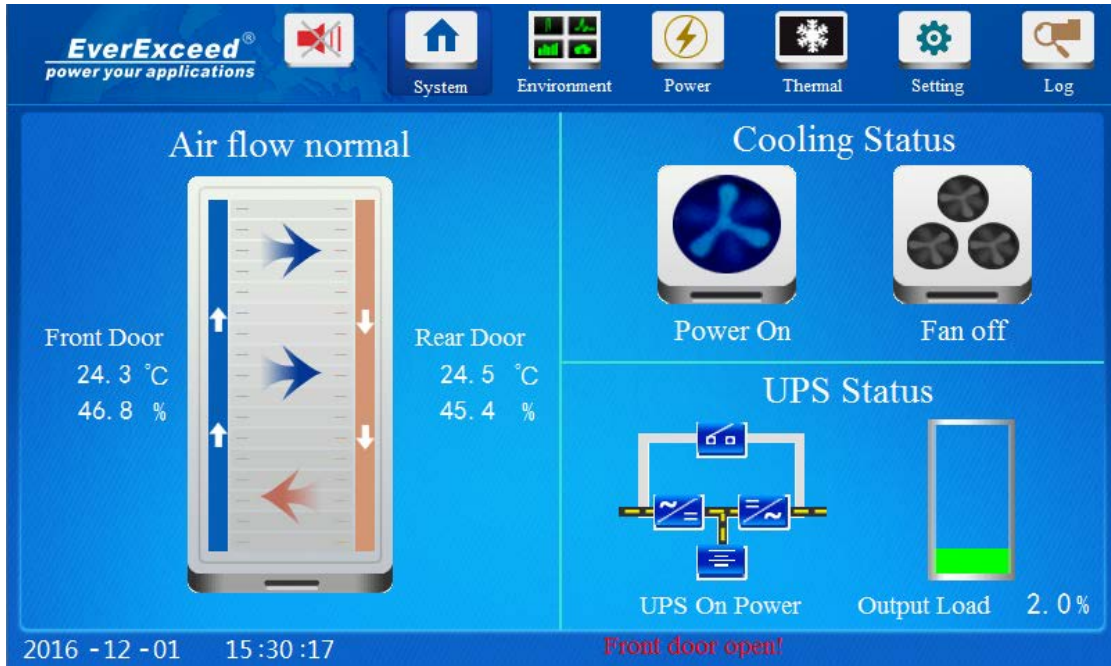 EverExceed®
power your applications
System
Environment
Power
Thermal
Setting
Log
Air flow normal
Front Door
24.3 ℃
46.8 %
Rear Door
24.5 ℃
45.4 %
Cooling Status
Power On
Fan off
UPS Status
UPS On Power
Output Load 2.0%
2016 -12 -01 15:30:17
Front door open!